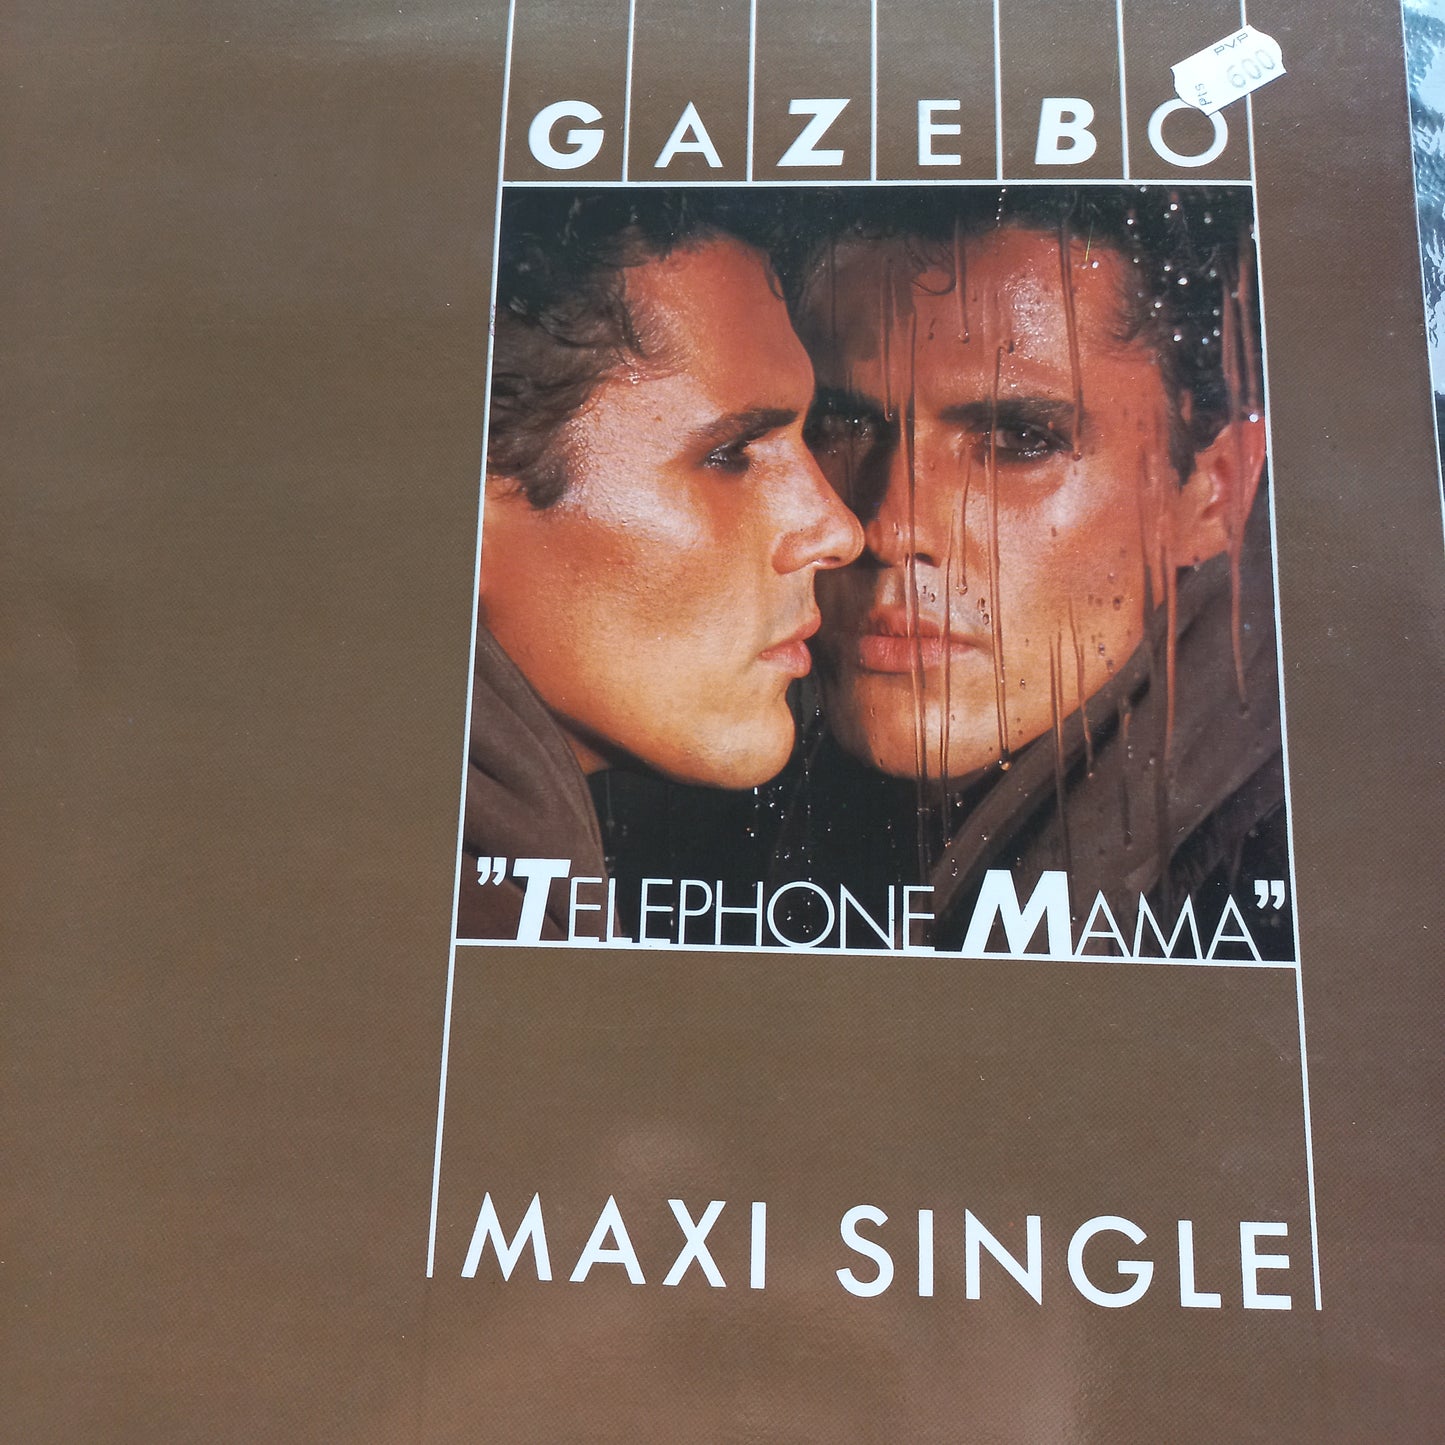 PVP
pts 600
GAZEBO
"TELEPHONE MAMA"
MAXI SINGLE